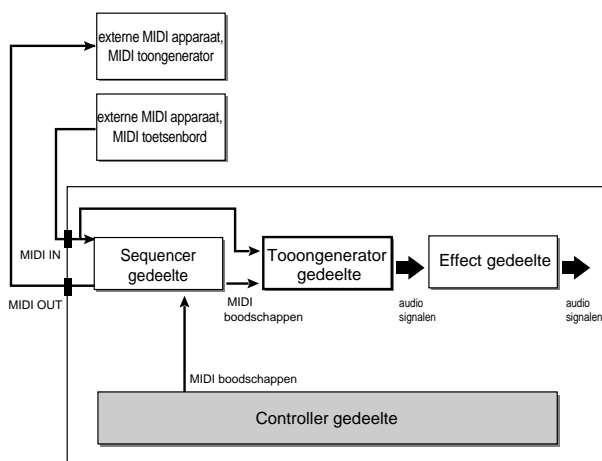 externe MIDI apparaat,
MIDI toongenerator
externe MIDI apparaat,
MIDI toetsenbord
MIDI IN
Sequencer
gedeelte
Tooongenerator
gedeelte
Effect gedeelte
MIDI OUT
MIDI
boodschappen
audio
signalen
audio
signalen
MIDI boodschappen
Controller gedeelte